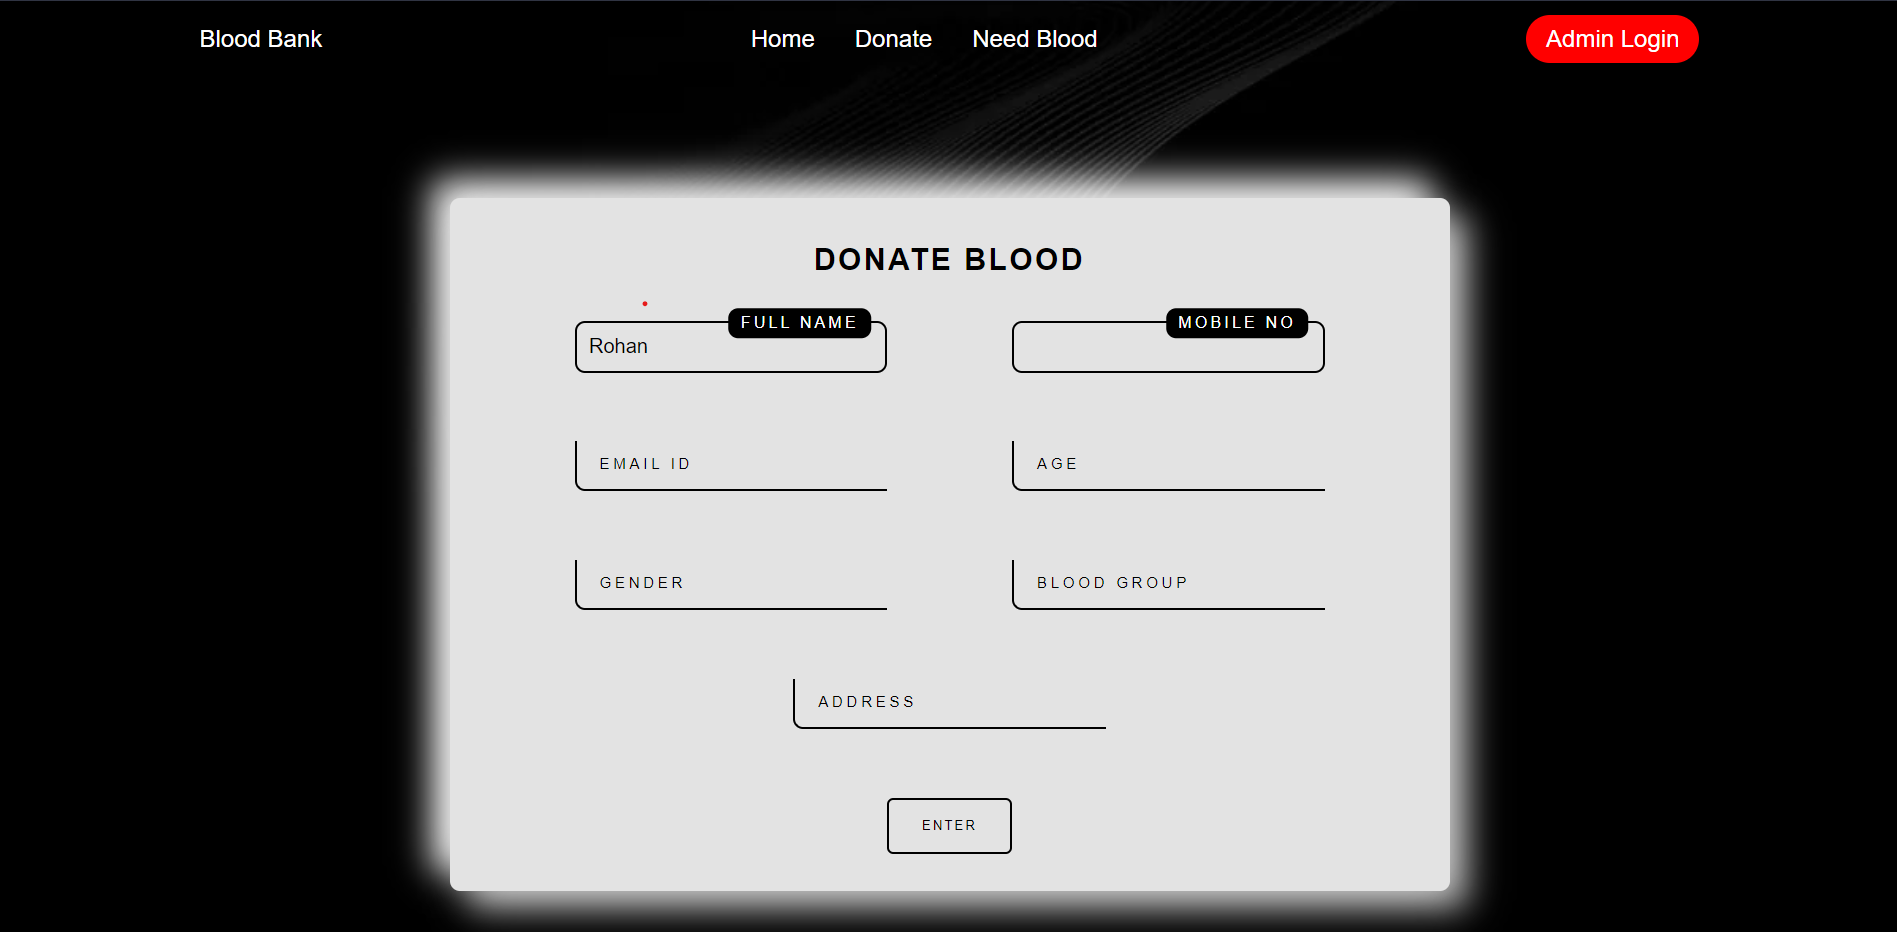 Blood Bank
Home Donate Need Blood
Admin Login
DONATE BLOOD
FULL NAME
Rohan
MOBILE NO
EMAIL ID
AGE
GENDER
BLOOD GROUP
ADDRESS
ENTER